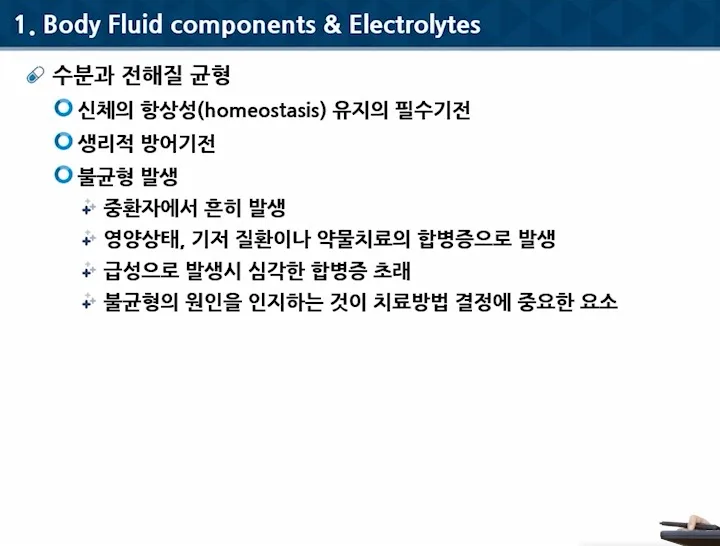 1. Body Fluid components & Electrolytes
수분과 전해질 균형
신체의 항상성(homeostasis) 유지의 필수기전
생리적 방어기전
불균형 발생
중환자에서 흔히 발생
영양상태, 기저 질환이나 약물치료의 합병증으로 발생
급성으로 발생시 심각한 합병증 초래
불균형의 원인을 인지하는 것이 치료방법 결정에 중요한 요소